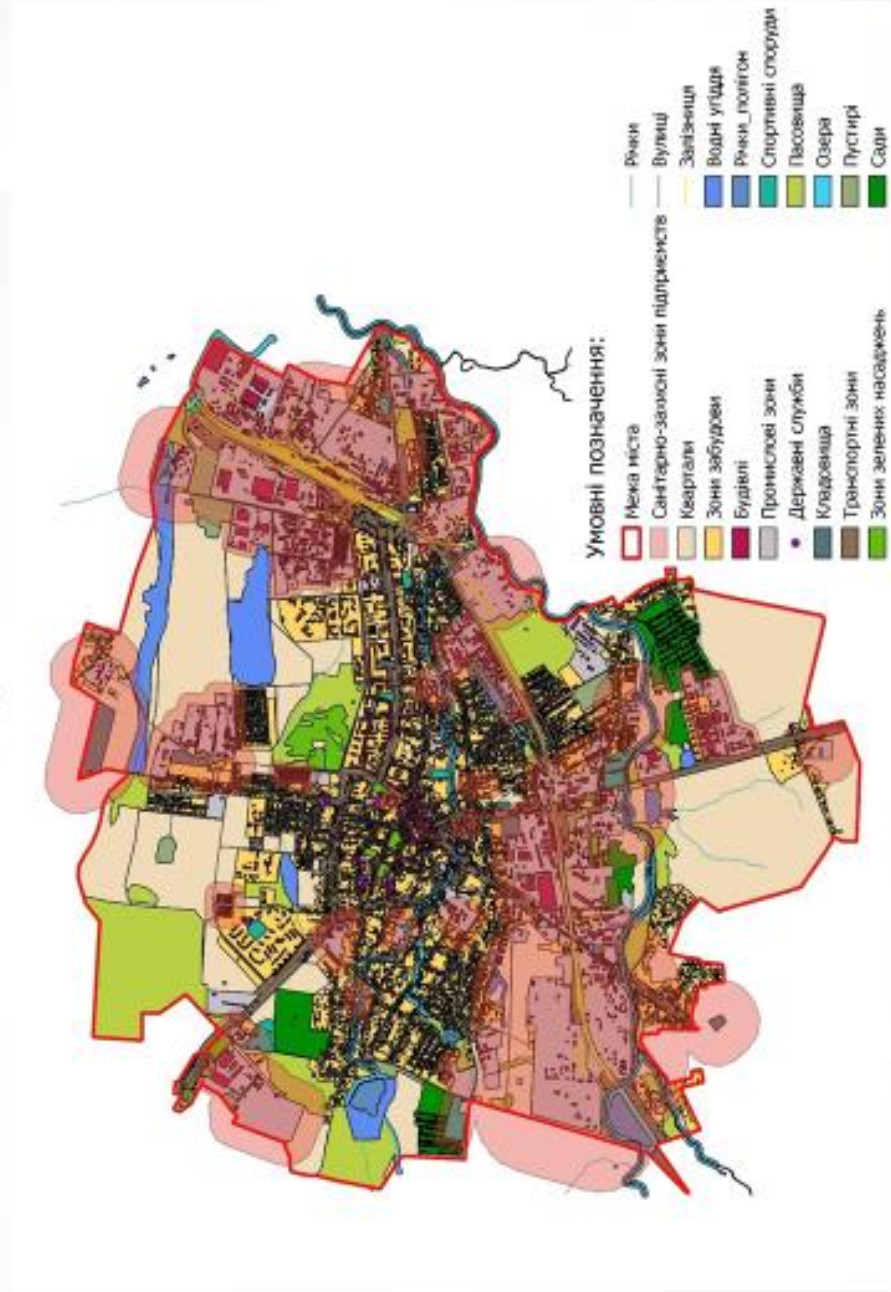 Умовні позначення:
Межа міста
Санітарно-захисні зони підприємств
Квартали
Зони забудови
Будівлі
Промислові зони
Державні служби
Кладовища
Транспортні зони
Зони зелених насаджень
Річки
Вулиці
Залізниця
Водні угіддя
Річки_полігон
Спортивні споруди
Пасовища
Озера
Пустирі
Сади